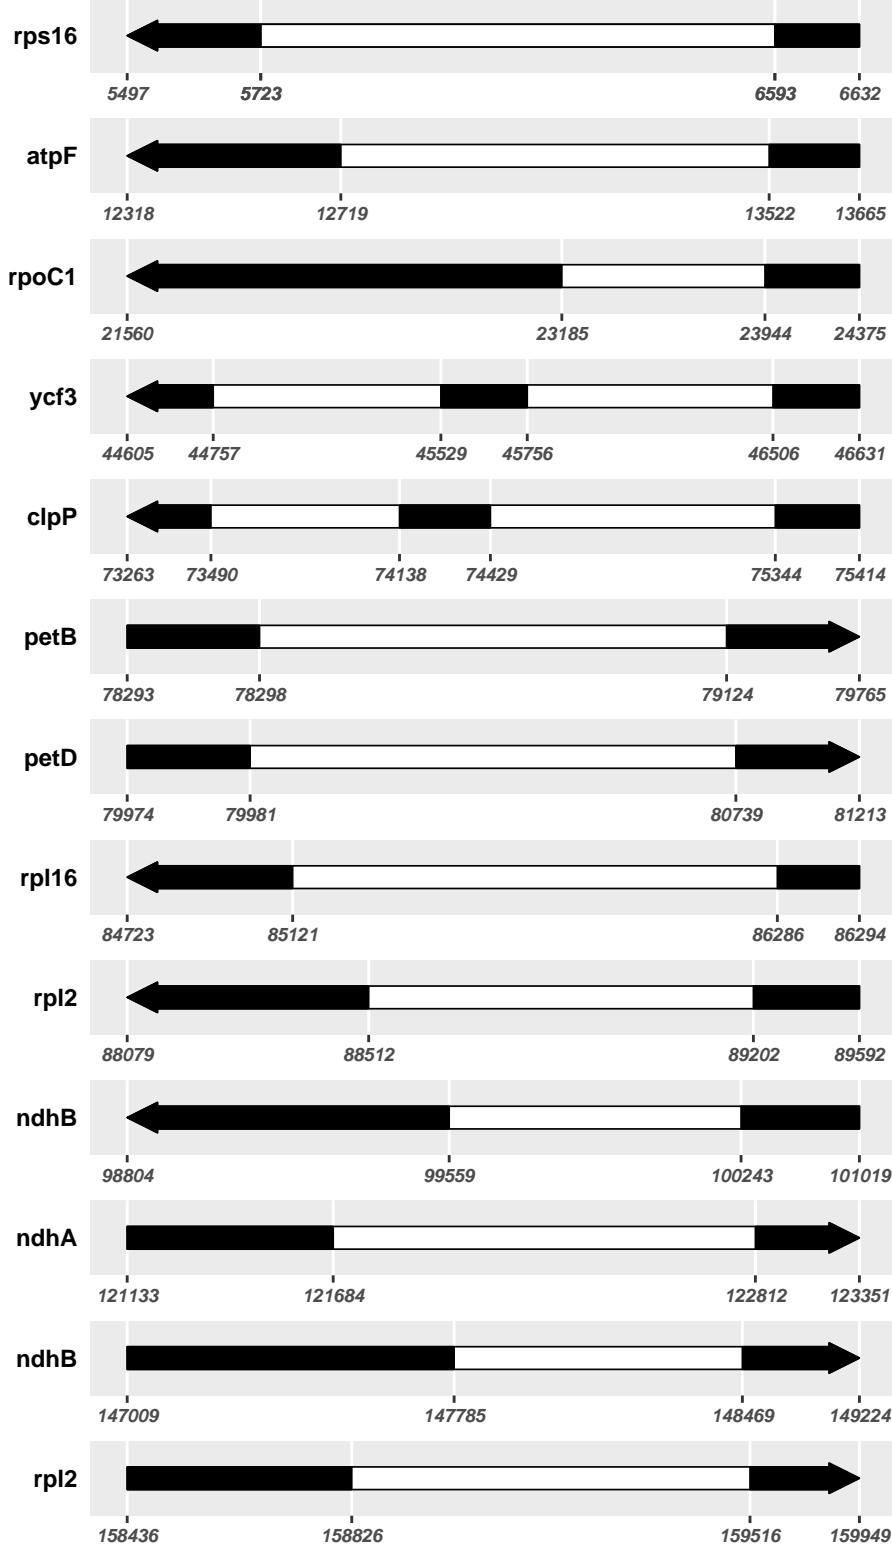 rps16
5497 5723 6593 6632
atpF
12318 12719 13522 13665
rpoC1
21560 23185 23944 24375
ycf3
44605 44757 45529 45756 46506 46631
clpP
73263 73490 74138 74429 75344 75414
petB
78293 78298 79124 79765
petD
79974 79981 80739 81213
rpl16
84723 85121 86286 86294
rpl2
88079 88512 89202 89592
ndhB
98804 99559 100243 101019
ndhA
121133 121684 122812 123351
ndhB
147009 147785 148469 149224
rpl2
158436 158826 159516 159949